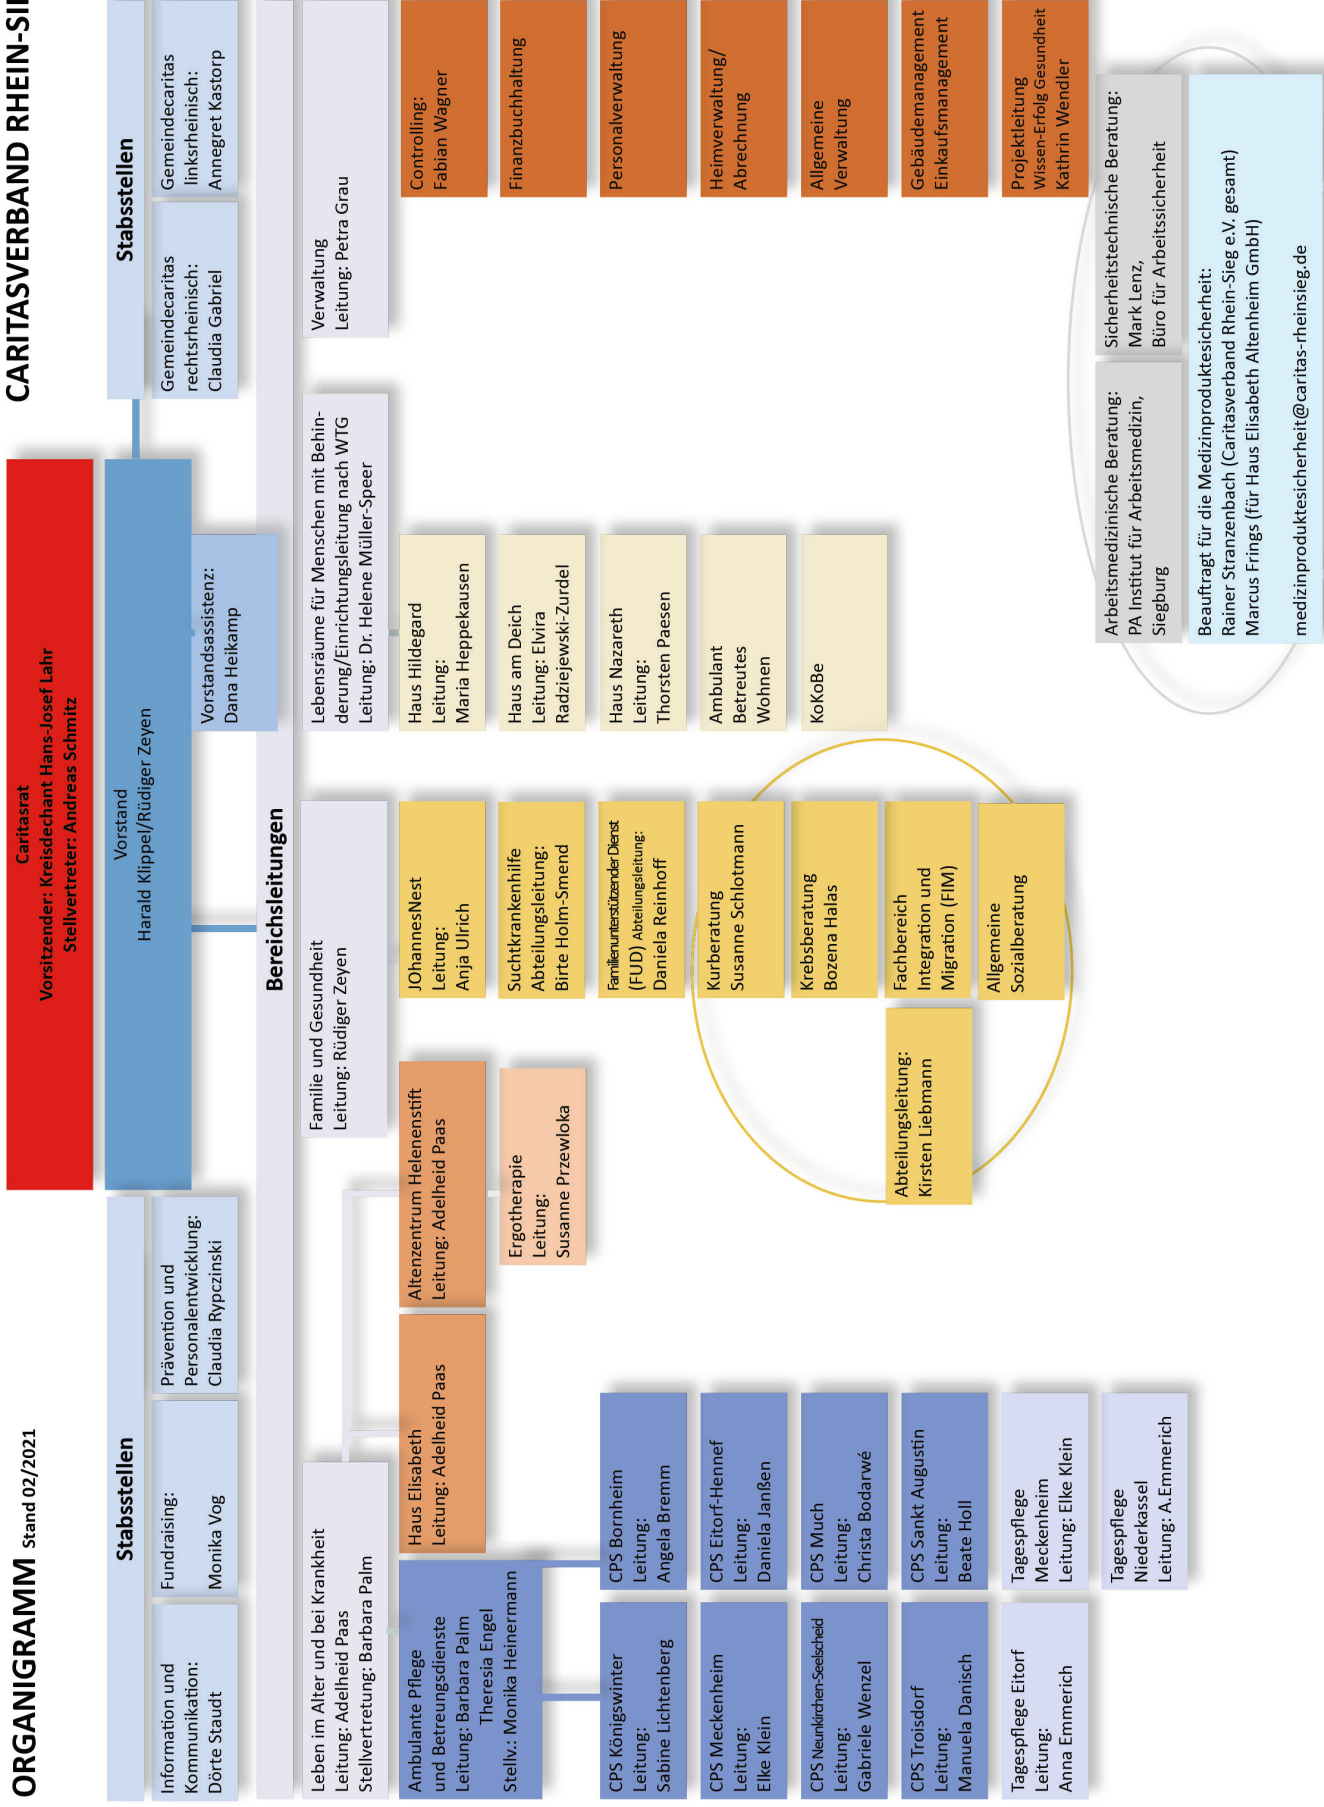 ORGANIGRAMM Stand 02/2021
CARITASVERBAND RHEIN-SI
Caritasrat
Vorsitzender: Kreisdechant Hans-Josef Lahr
Stellvertreter: Andreas Schmitz
Vorstand
Harald Klippel/Rüdiger Zeyen
Vorstandsassistenz:
Dana Heikamp
Stabsstellen
Information und
Kommunikation:
Dörte Staudt
Fundraising:
Monika Vog
Prävention und
Personalentwicklung:
Claudia Rypczinski
Stabsstellen
Gemeindecaritas
rechtsrheinisch:
Claudia Gabriel
Gemeindecaritas
linksrheinisch:
Annegret Kastorp
Bereichsleitungen
Leben im Alter und bei Krankheit
Leitung: Adelheid Paas
Stellvertretung: Barbara Palm
Ambulante Pflege
und Betreungsdienste
Leitung: Barbara Palm
Theresia Engel
Stellv.: Monika Heinermann
Haus Elisabeth
Leitung: Adelheid Paas
Altenzentrum Helenenstift
Leitung: Adelheid Paas
Ergotherapie
Leitung:
Susanne Przewloka
CPS Königswinter
Leitung:
Sabine Lichtenberg
CPS Bornheim
Leitung:
Angela Bremm
CPS Meckenheim
Leitung:
Elke Klein
CPS Eitorf-Hennef
Leitung:
Daniela Janßen
CPS Neunkirchen-Seelscheid
Leitung:
Gabriele Wenzel
CPS Much
Leitung:
Christa Bodarwé
CPS Troisdorf
Leitung:
Manuela Danisch
CPS Sankt Augustin
Leitung:
Beate Holl
Tagespflege Eitorf
Leitung:
Anna Emmerich
Tagespflege
Meckenheim
Leitung: Elke Klein
Tagespflege
Niederkassel
Leitung: A.Emmerich
Familie und Gesundheit
Leitung: Rüdiger Zeyen
JOhannesNest
Leitung:
Anja Ulrich
Suchtkrankenhilfe
Abteilungsleitung:
Birte Holm-Smend
Familienunterstützender Dienst
(FUD) Abteilungsleitung:
Daniela Reinhoff
Kurberatung
Susanne Schlotmann
Krebsberatung
Bozena Halas
Fachbereich
Integration und
Migration (FIM)
Allgemeine
Sozialberatung
Abteilungsleitung:
Kirsten Liebmann
Lebensräume für Menschen mit Behin-
derung/Einrichtungsleitung nach WTG
Leitung: Dr. Helene Müller-Speer
Haus Hildegard
Leitung:
Maria Heppekausen
Haus am Deich
Leitung: Elvira
Radziejewski-Zurdel
Haus Nazareth
Leitung:
Thorsten Paesen
Ambulant
Betreutes
Wohnen
KoKoBe
Verwaltung
Leitung: Petra Grau
Controlling:
Fabian Wagner
Finanzbuchhaltung
Personalverwaltung
Heimverwaltung/
Abrechnung
Allgemeine
Verwaltung
Gebäudemanagement
Einkaufsmanagement
Projektleitung
Wissen-Erfolg Gesundheit
Kathrin Wendler
Arbeitsmedizinische Beratung:
PA Institut für Arbeitsmedizin,
Siegburg
Sicherheitstechnische Beratung:
Mark Lenz,
Büro für Arbeitssicherheit
Beauftragt für die Medizinproduktesicherheit:
Rainer Stranzenbach (Caritasverband Rhein-Sieg e.V. gesamt)
Marcus Frings (für Haus Elisabeth Altenheim GmbH)
medizinproduktesicherheit@caritas-rheinsieg.de